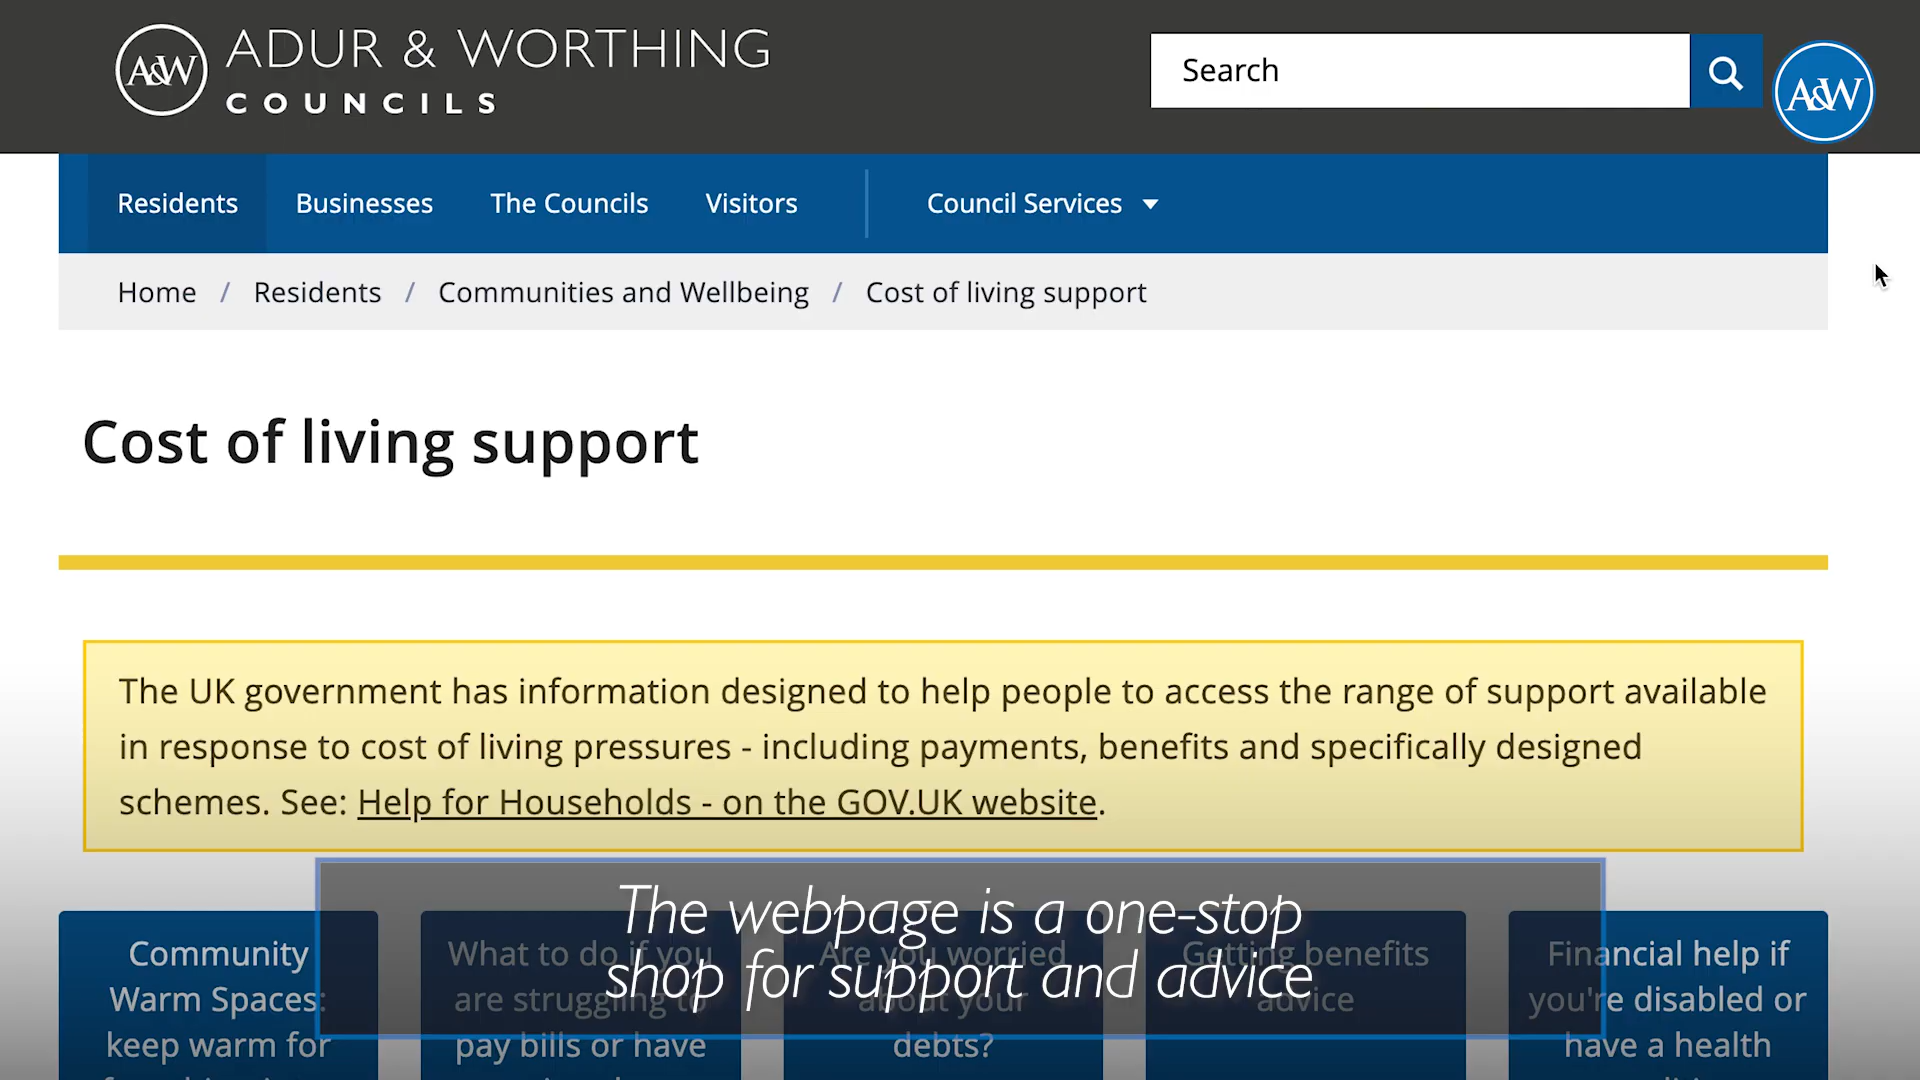 A&W ADUR & WORTHING
COUNCILS
Search
A&W
Residents Businesses The Councils Visitors Council Services
Home / Residents / Communities and Wellbeing / Cost of living support
Cost of living support
The UK government has information designed to help people to access the range of support available
in response to cost of living pressures - including payments, benefits and specifically designed
schemes. See: Help for Households - on the GOV.UK website.
The webpage is a one-stop
shop for support and advice
Community
Warm Spaces:
keep warm for
What to do if you
are struggling to
pay bills or have
Are you worried
about your
debts?
Getting benefits
advice
Financial help if
you're disabled or
have a health